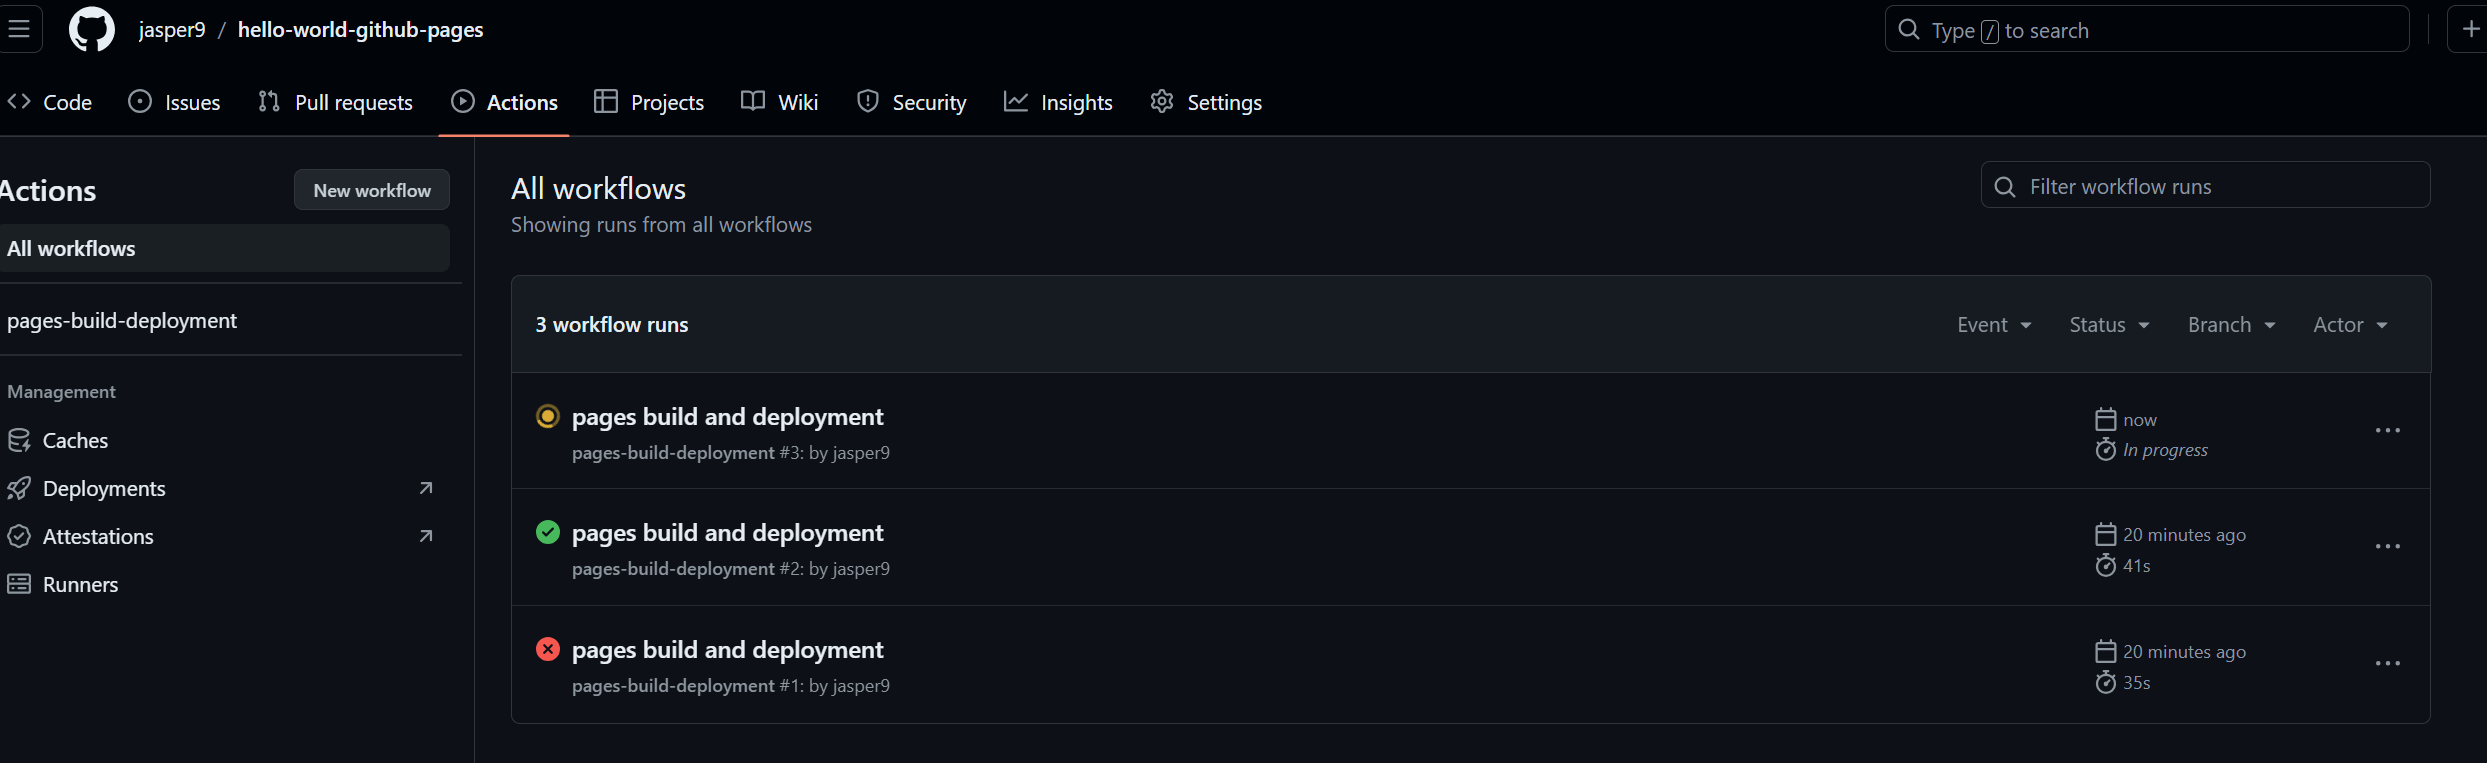 jasper9 / hello-world-github-pages
Type / to search
Code Issues Pull requests Actions Projects Wiki Security Insights Settings
Actions
New workflow
All workflows
pages-build-deployment
Management
Caches
Deployments
Attestations
Runners
All workflows
Showing runs from all workflows
Filter workflow runs
3 workflow runs
Event Status Branch Actor
pages build and deployment
pages-build-deployment #3: by jasper9
now
In progress
pages build and deployment
pages-build-deployment #2: by jasper9
20 minutes ago
41s
pages build and deployment
pages-build-deployment #1: by jasper9
20 minutes ago
35s